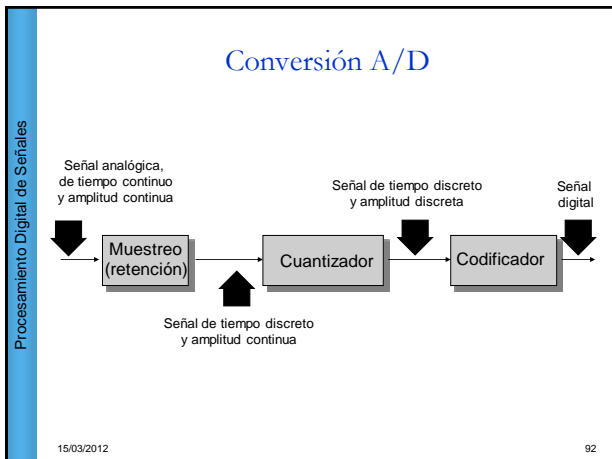 Conversión A/D
Procesamiento Digital de Señales
Señal analógica,
de tiempo continuo
y amplitud continua
Señal de tiempo discreto
y amplitud discreta
Señal
digital
Muestreo
(retención)
Cuantizador
Codificador
Señal de tiempo discreto
y amplitud continua
15/03/2012
92